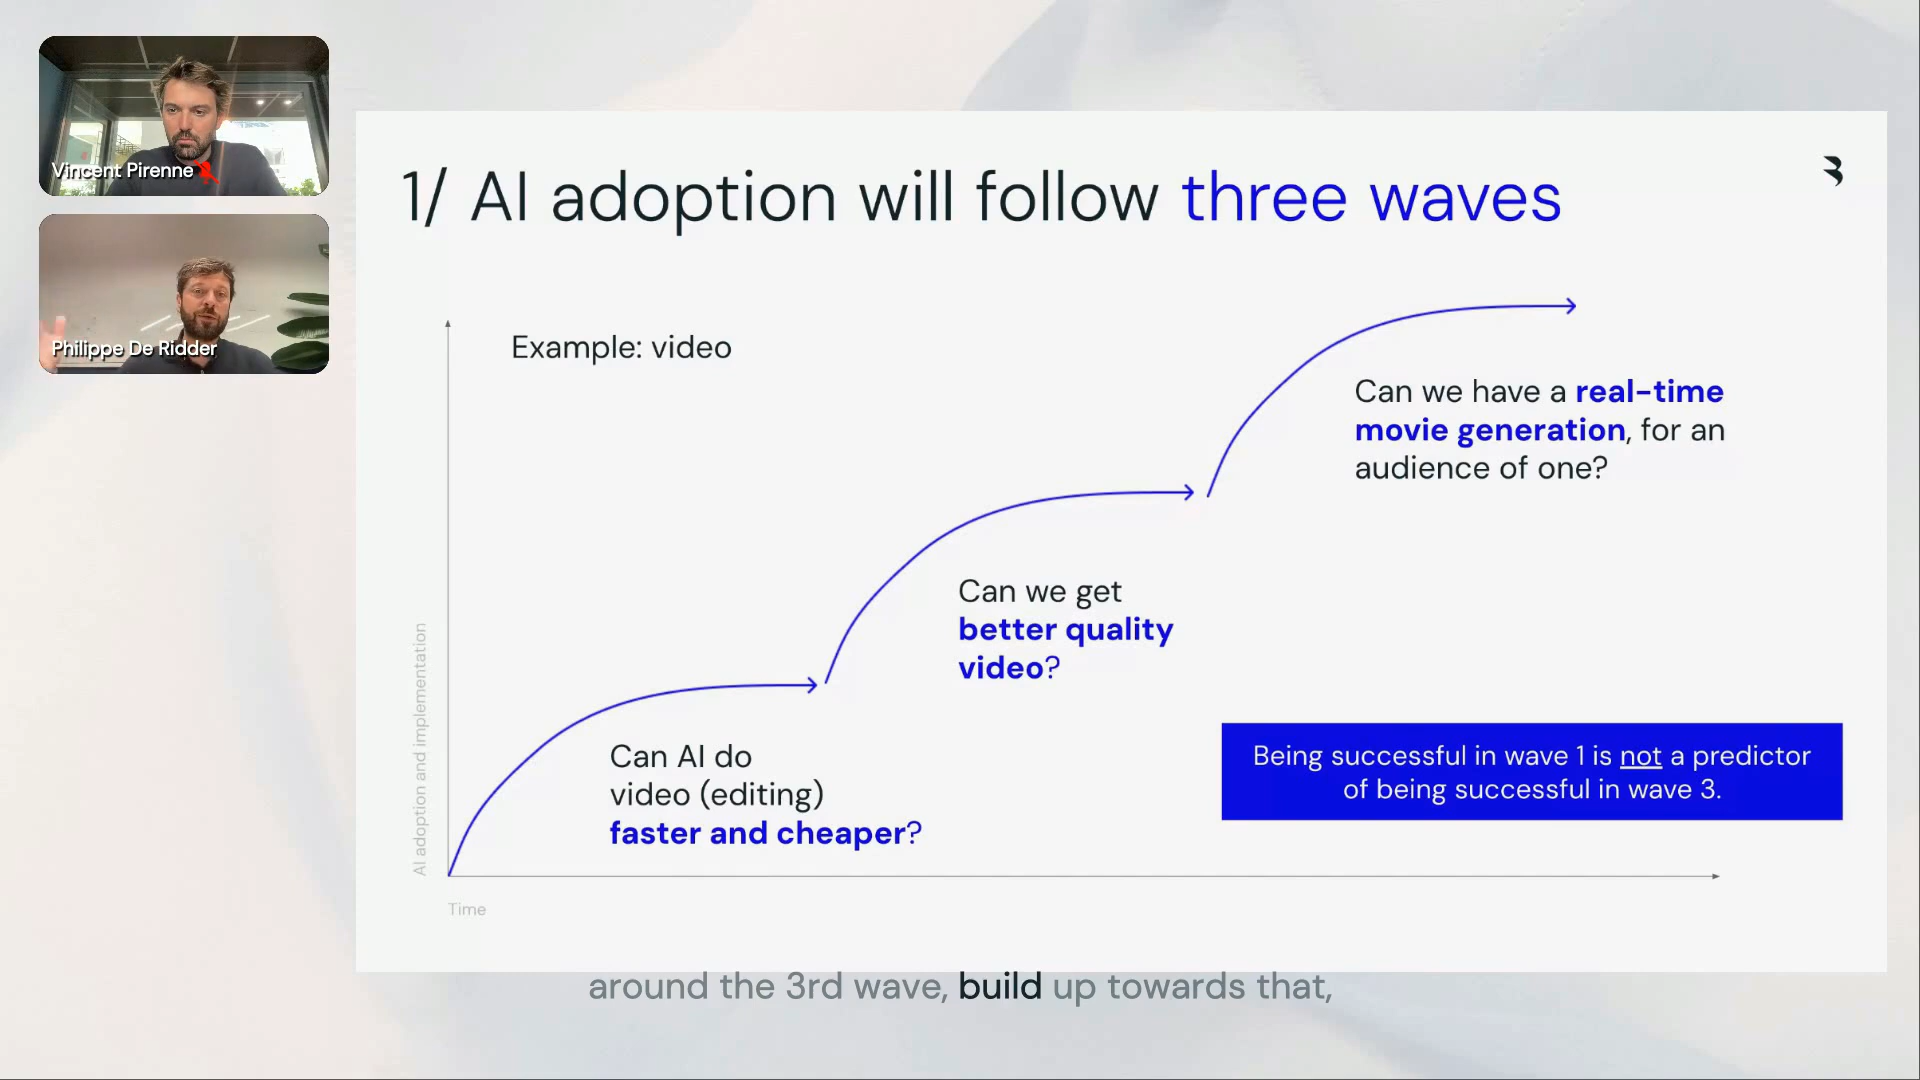 Vincent Pirenne
Philippe De Ridder
1/ AI adoption will follow three waves
Example: video
Can we have a real-time
movie generation, for an
audience of one?
Can we get
better quality
video?
Can AI do
video (editing)
faster and cheaper?
Being successful in wave 1 is not a predictor
of being successful in wave 3.
AI adoption and implementation
Time
around the 3rd wave, build up towards that,